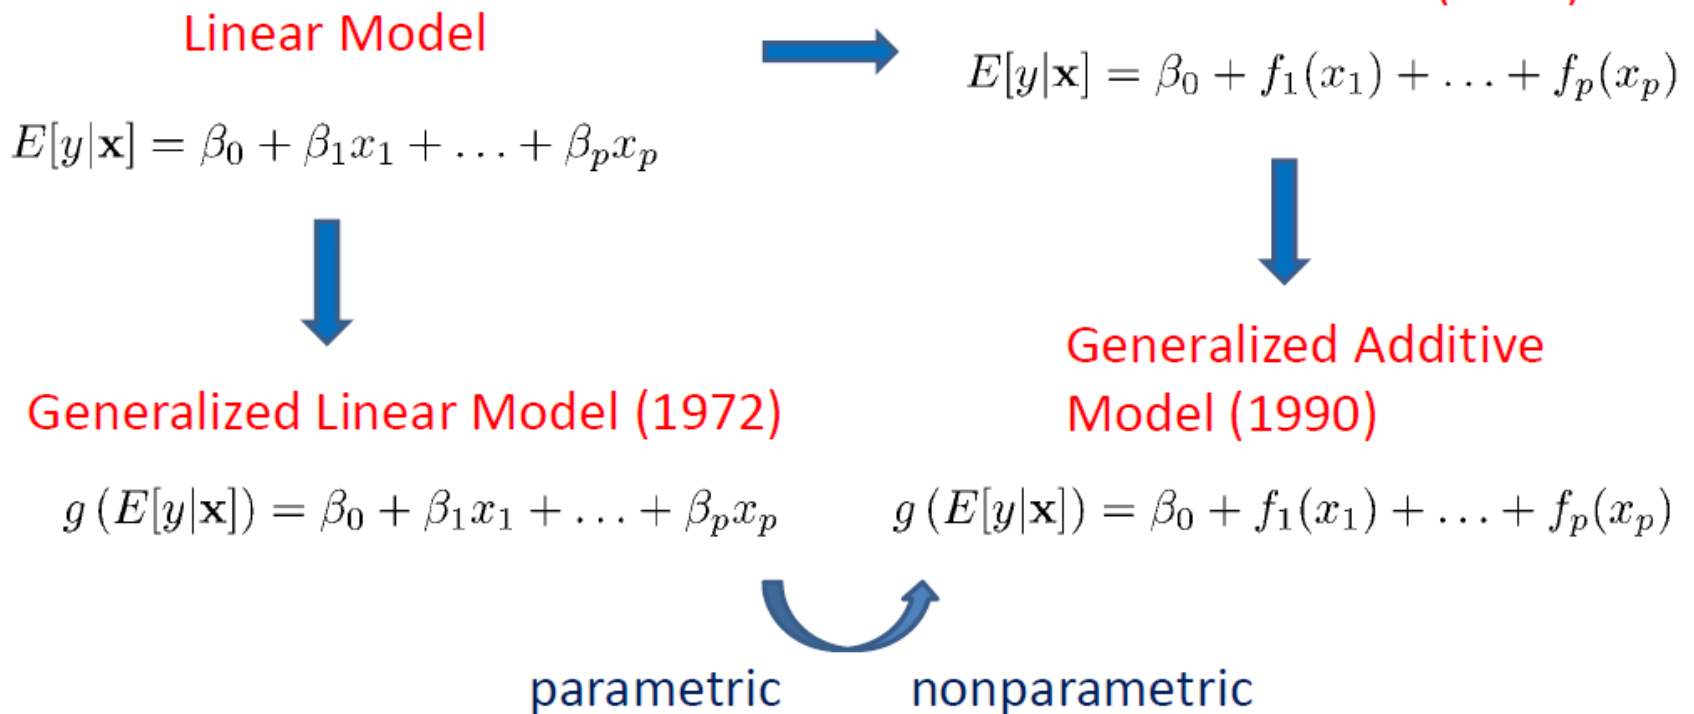 Linear Model
E[y|x] = β₀ + f₁(x₁) + . . . + fₚ(xₚ)
E[y|x] = β₀ + β₁x₁ + . . . + βₚxₚ
Generalized Additive
Model (1990)
Generalized Linear Model (1972)
g (E[y|x]) = β₀ + β₁x₁ + . . . + βₚxₚ
g (E[y|x]) = β₀ + f₁(x₁) + . . . + fₚ(xₚ)
parametric
nonparametric